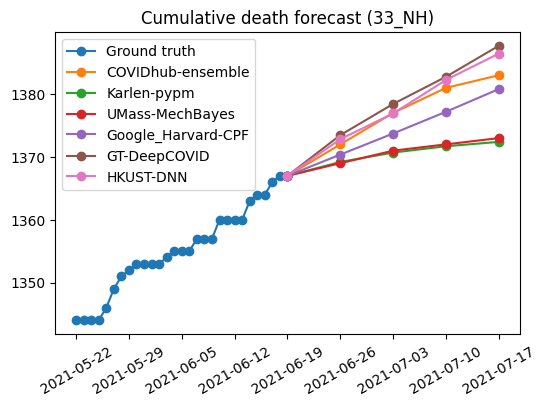 Cumulative death forecast (33_NH)
Ground truth
COVIDhub-ensemble
Karlen-pypm
UMass-MechBayes
Google_Harvard-CPF
GT-DeepCOVID
HKUST-DNN
1380
1370
1360
1350
2021-05-22
2021-05-29
2021-06-05
2021-06-12
2021-06-19
2021-06-26
2021-07-03
2021-07-10
2021-07-17